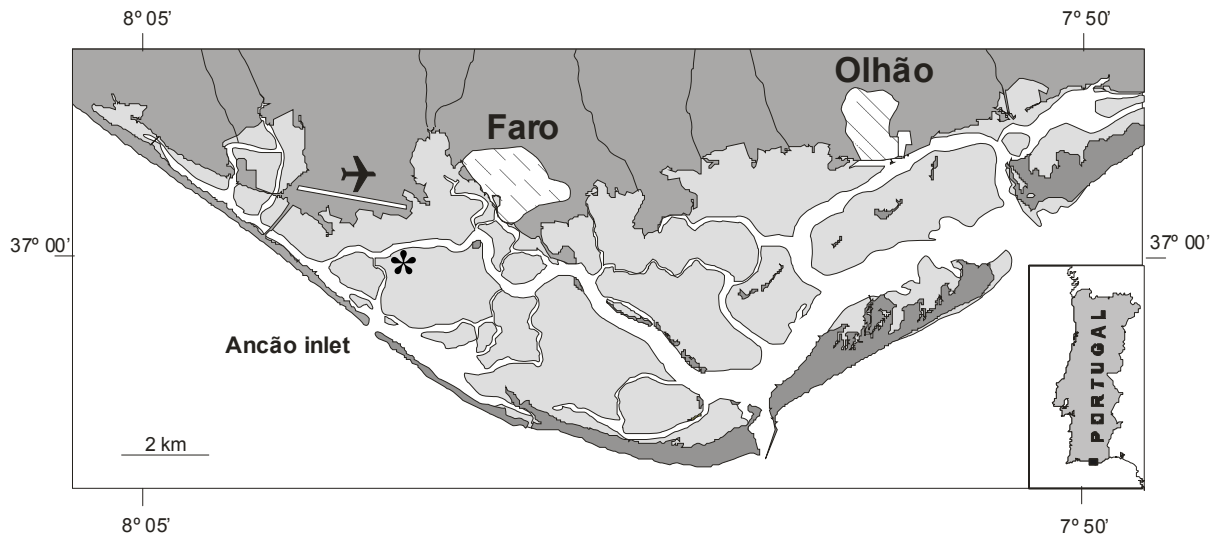 8º 05’
7º 50’
Olhão
Faro
37º 00’
37º 00’
*
Ancão inlet
PORTUGAL
2 km
8º 05’
7º 50’